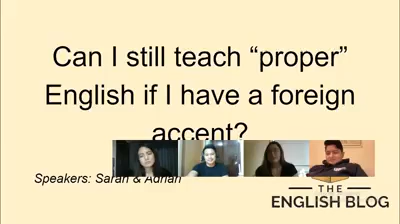 Can I still teach “proper”
English if I have a foreign
accent?
Speakers: Sarah & Adrian
THE
ENGLISH BLOG